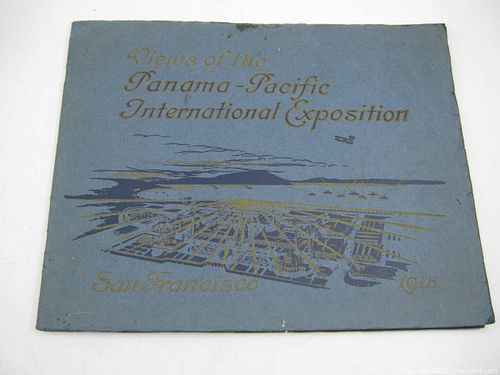 Views of the
Panama-Pacific
International Exposition
San Francisco 1915